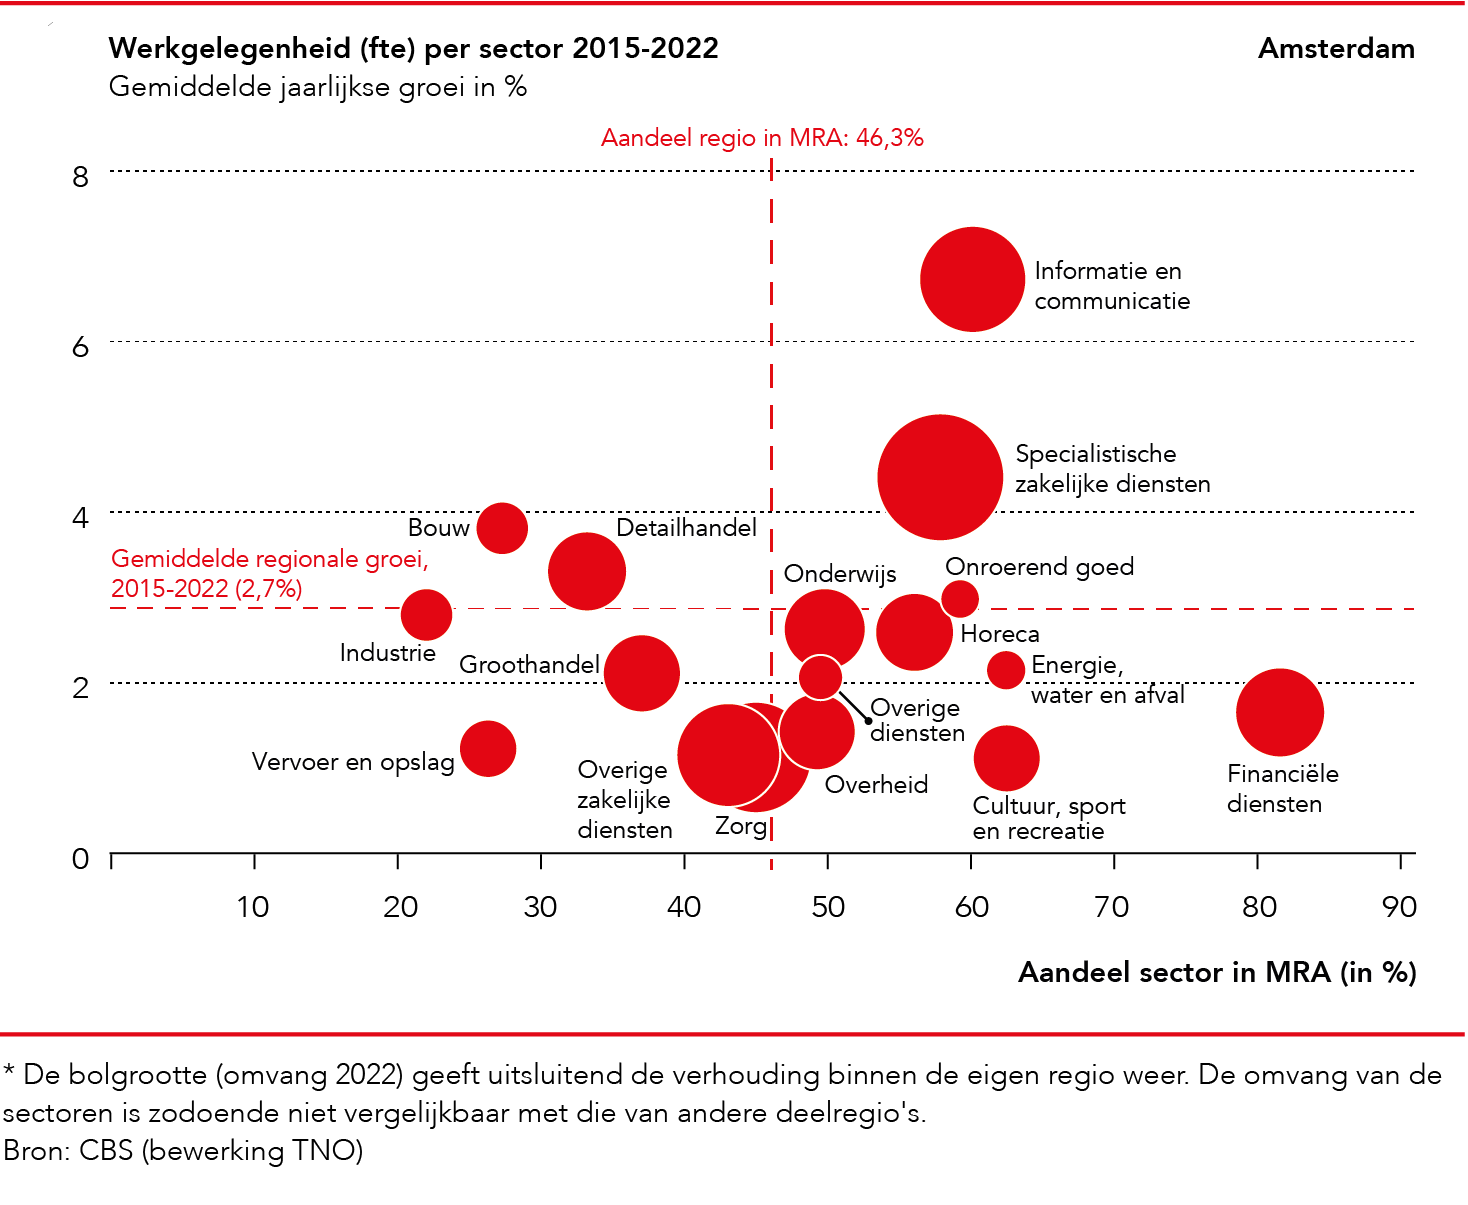 Werkgelegenheid (fte) per sector 2015-2022
Amsterdam
Gemiddelde jaarlijkse groei in %
Aandeel regio in MRA: 46,3%
8
Informatie en
communicatie
6
Specialistische
zakelijke diensten
4
Bouw
Detailhandel
Gemiddelde regionale groei,
2015-2022 (2,7%)
Onderwijs
Onroerend goed
Industrie
Groothandel
Horeca
Energie,
water en afval
2
Overige
diensten
Vervoer en opslag
Overige
zakelijke
diensten
Zorg
Overheid
Cultuur, sport
en recreatie
Financiële
diensten
0
10 20 30 40 50 60 70 80 90
Aandeel sector in MRA (in %)
* De bolgrootte (omvang 2022) geeft uitsluitend de verhouding binnen de eigen regio weer. De omvang van de
sectoren is zodoende niet vergelijkbaar met die van andere deelregio's.
Bron: CBS (bewerking TNO)